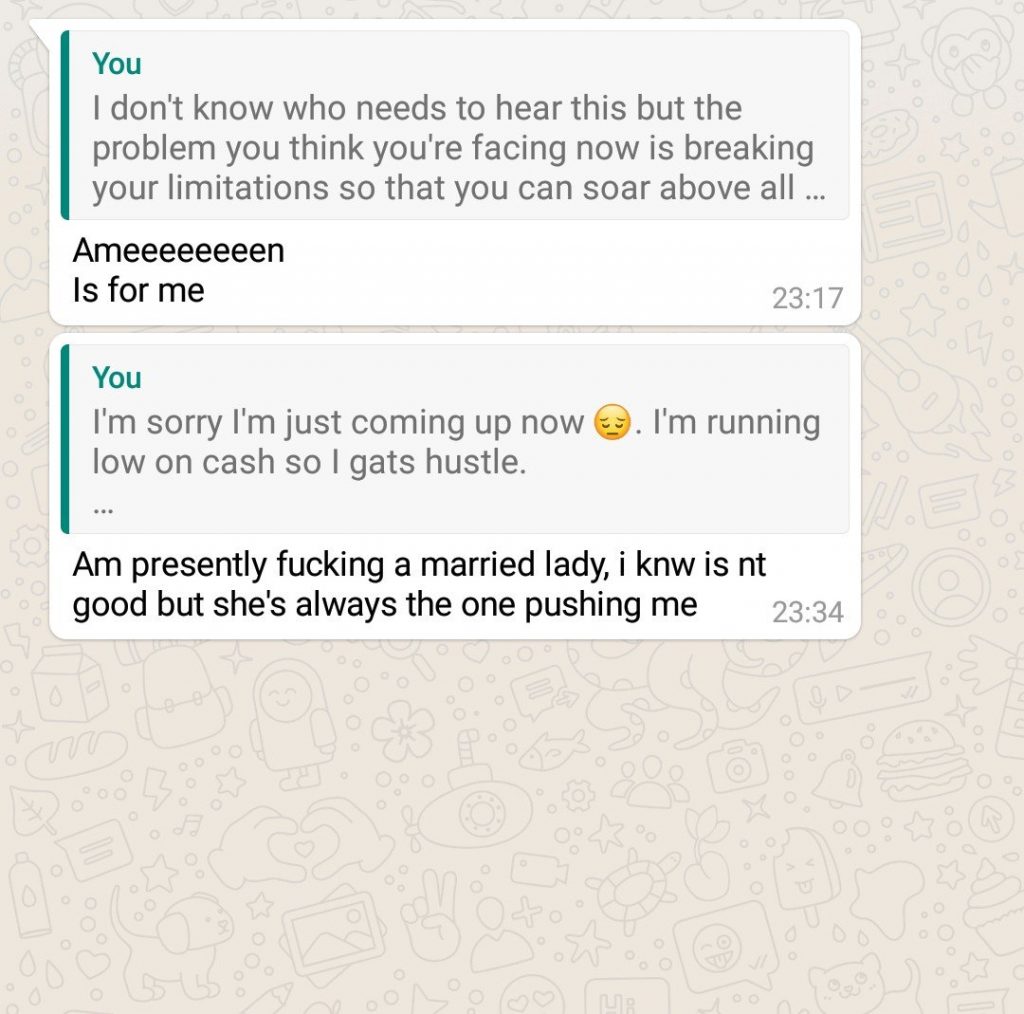 You
I don't know who needs to hear this but the
problem you think you're facing now is breaking
your limitations so that you can soar above all ...
Ameeeeeeeen
Is for me
23:17
You
I'm sorry I'm just coming up now 😔. I'm running
low on cash so I gats hustle.
...
Am presently fucking a married lady, i knw is nt
good but she's always the one pushing me
23:34
Hi